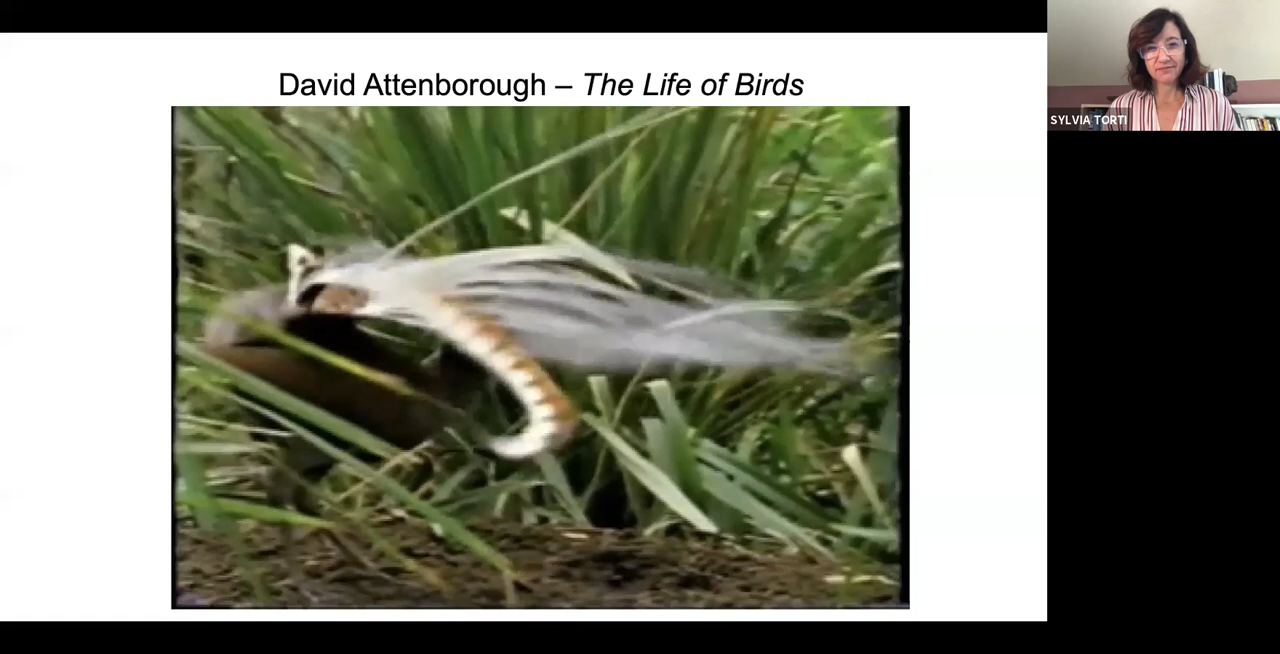 David Attenborough – The Life of Birds
SYLVIA TORTI